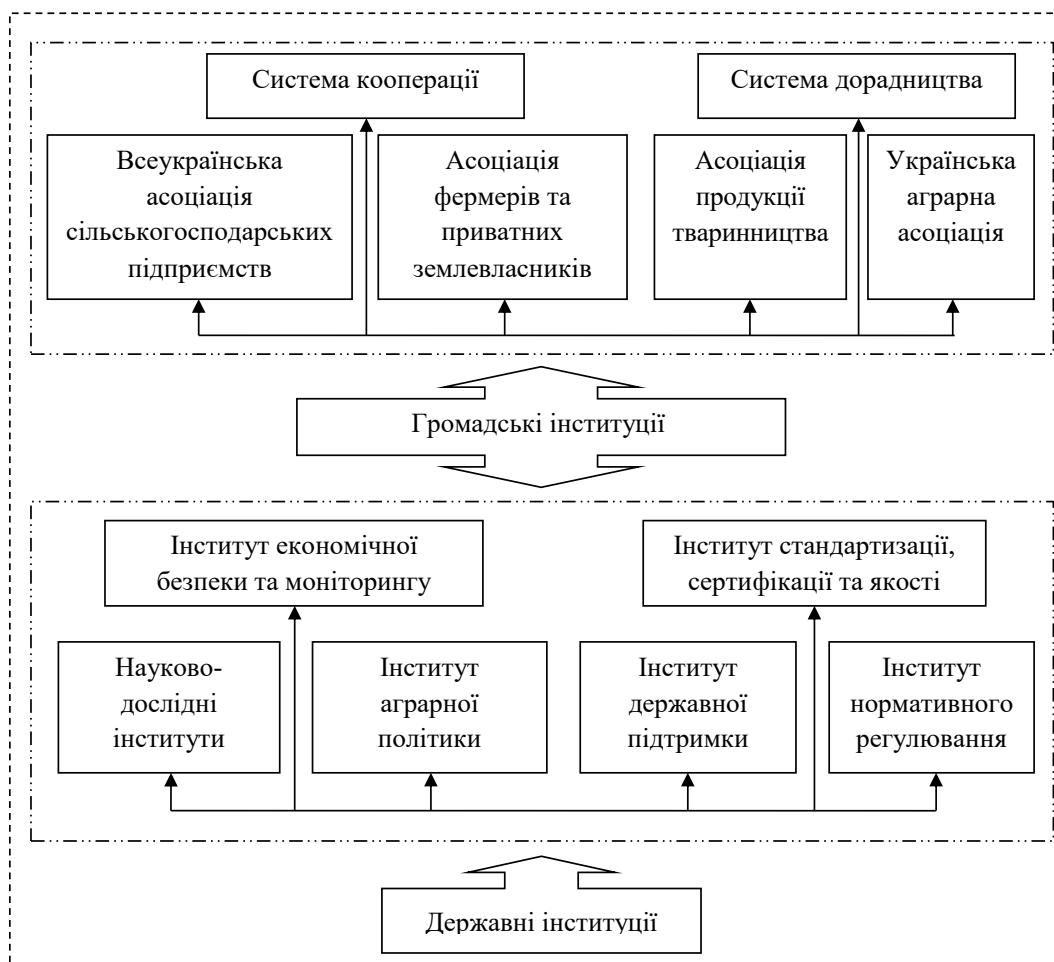 Система кооперації
Система дорадництва
Всеукраїнська
асоціація
сільськогосподарських
підприємств
Асоціація
фермерів та
приватних
землевласників
Асоціація
продукції
тваринництва
Українська
аграрна
асоціація
Громадські інституції
Інститут економічної
безпеки та моніторингу
Інститут стандартизації,
сертифікації та якості
Науково-
дослідні
інститути
Інститут
аграрної
політики
Інститут
державної
підтримки
Інститут
нормативного
регулювання
Державні інституції